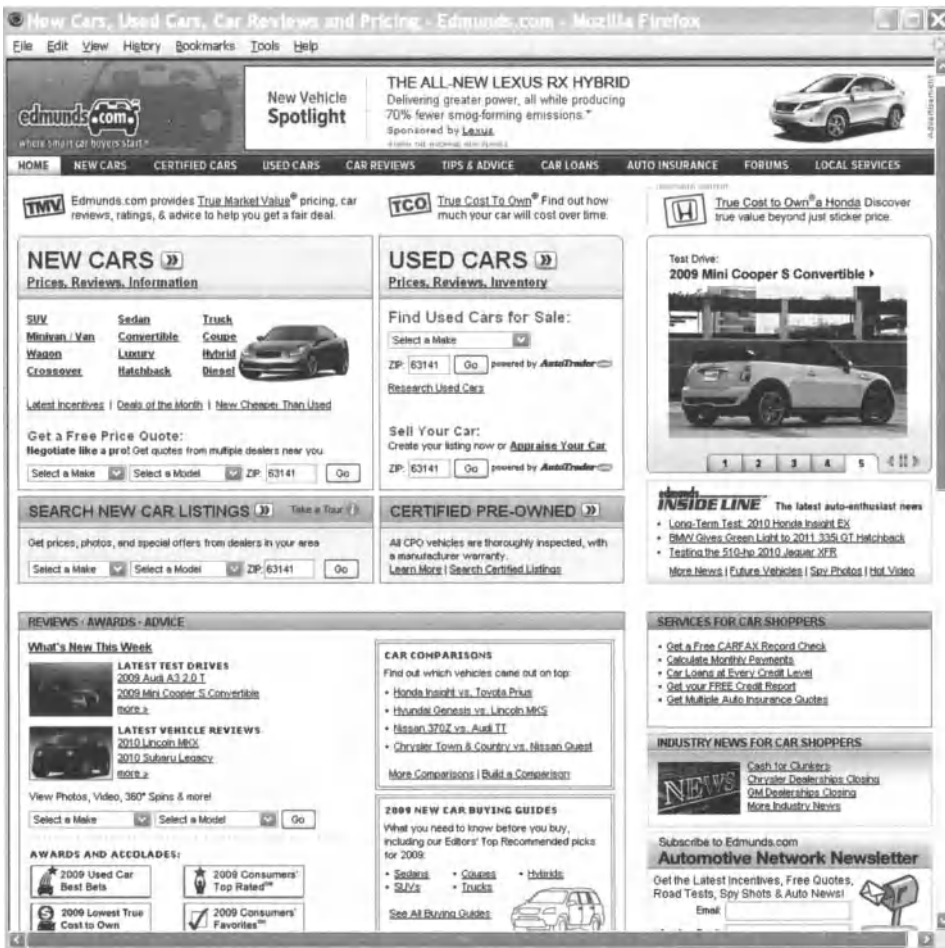 New Cars, Used Cars, Car Reviews and Pricing - Edmunds.com - Mozilla Firefox
File Edit View History Bookmarks Tools Help
edmunds.com
where smart car buyers start
New Vehicle
Spotlight
THE ALL-NEW LEXUS RX HYBRID
Delivering greater power, all while producing
70% fewer smog-forming emissions.*
Sponsored by Lexus
Advertisement
HOME NEW CARS CERTIFIED CARS USED CARS CAR REVIEWS TIPS & ADVICE CAR LOANS AUTO INSURANCE FORUMS LOCAL SERVICES
TMV Edmunds.com provides True Market Value® pricing, car
reviews, ratings, & advice to help you get a fair deal.
TCO True Cost To Own® Find out how
much your car will cost over time.
True Cost to Own® a Honda Discover
true value beyond just sticker price.
NEW CARS »
Prices, Reviews, Information
SUV Sedan Truck
Minivan / Van Convertible Coupe
Wagon Luxury Hybrid
Crossover Hatchback Diesel
Latest Incentives | Deals of the Month | New Cheaper Than Used
Get a Free Price Quote:
Negotiate like a pro! Get quotes from multiple dealers near you
Select a Make Select a Model ZIP: 63141 Go
USED CARS »
Prices, Reviews, Inventory
Find Used Cars for Sale:
Select a Make
ZIP: 63141 Go powered by AutoTrader
Research Used Cars
Sell Your Car:
Create your listing now or Appraise Your Car
ZIP: 63141 Go powered by AutoTrader
Test Drive:
2009 Mini Cooper S Convertible
1 2 3 4 5
SEARCH NEW CAR LISTINGS » Take a Tour
Get prices, photos, and special offers from dealers in your area
Select a Make Select a Model ZIP: 63141 Go
CERTIFIED PRE-OWNED »
All CPO vehicles are thoroughly inspected, with
a manufacturer warranty.
Learn More | Search Certified Listings
edmunds
INSIDE LINE™ The latest auto-enthusiast news
• Long-Term Test: 2010 Honda Insight EX
• BMW Gives Green Light to 2011 335i GT Hatchback
• Testing the 510-hp 2010 Jaguar XFR
More News | Future Vehicles | Spy Photos | Hot Video
REVIEWS - AWARDS - ADVICE
What's New This Week
LATEST TEST DRIVES
2009 Audi A3 2.0 T
2009 Mini Cooper S Convertible
more »
LATEST VEHICLE REVIEWS
2010 Lincoln MKX
2010 Subaru Legacy
more »
View Photos, Video, 360° Spins & more!
Select a Make Select a Model Go
AWARDS AND ACCOLADES:
2009 Used Car
Best Bets
2009 Consumers'
Top Rated℠
2009 Lowest True
Cost to Own
2009 Consumers'
Favorites℠
CAR COMPARISONS
Find out which vehicles came out on top:
• Honda Insight vs. Toyota Prius
• Hyundai Genesis vs. Lincoln MKS
• Nissan 370Z vs. Audi TT
• Chrysler Town & Country vs. Nissan Quest
More Comparisons | Build a Comparison
2009 NEW CAR BUYING GUIDES
What you need to know before you buy,
including our Editors' Top Recommended picks
for 2009:
• Sedans • Coupes • Hybrids
• SUVs • Trucks
See All Buying Guides
SERVICES FOR CAR SHOPPERS
• Get a Free CARFAX Record Check
• Calculate Monthly Payments
• Car Loans at Every Credit Level
• Get your FREE Credit Report
• Get Multiple Auto Insurance Quotes
INDUSTRY NEWS FOR CAR SHOPPERS
NEWS
Cash for Clunkers
Chrysler Dealerships Closing
GM Dealerships Closing
More Industry News
Subscribe to Edmunds.com
Automotive Network Newsletter
Get the Latest Incentives, Free Quotes,
Road Tests, Spy Shots & Auto News!
Email: